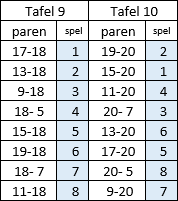 Tafel 9 Tafel 10
paren spel paren spel
17-18 1 19-20 2
13-18 2 15-20 1
9-18 3 11-20 4
18- 5 4 20- 7 3
15-18 5 13-20 6
19-18 6 17-20 5
18- 7 7 20- 5 8
11-18 8 9-20 7